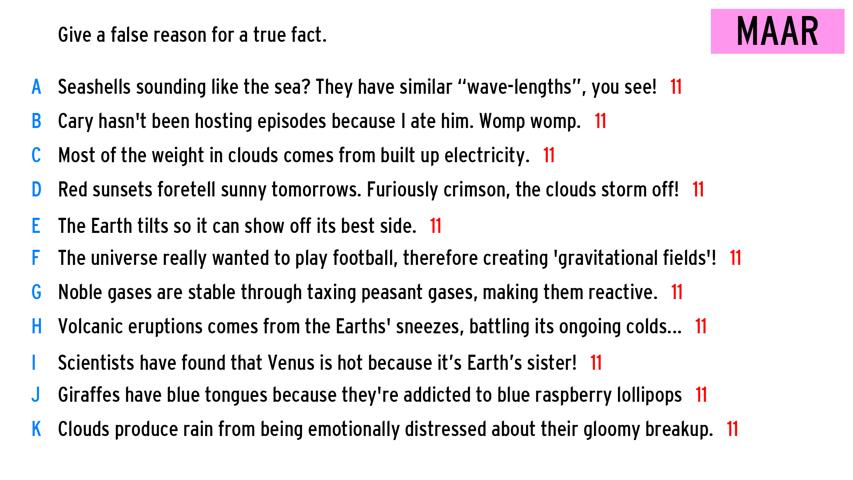 Give a false reason for a true fact.
MAAR
A Seashells sounding like the sea? They have similar “wave-lengths”, you see! 11
B Cary hasn't been hosting episodes because I ate him. Womp womp. 11
C Most of the weight in clouds comes from built up electricity. 11
D Red sunsets foretell sunny tomorrows. Furiously crimson, the clouds storm off! 11
E The Earth tilts so it can show off its best side. 11
F The universe really wanted to play football, therefore creating 'gravitational fields'! 11
G Noble gases are stable through taxing peasant gases, making them reactive. 11
H Volcanic eruptions comes from the Earths' sneezes, battling its ongoing colds... 11
I Scientists have found that Venus is hot because it’s Earth’s sister! 11
J Giraffes have blue tongues because they're addicted to blue raspberry lollipops 11
K Clouds produce rain from being emotionally distressed about their gloomy breakup. 11